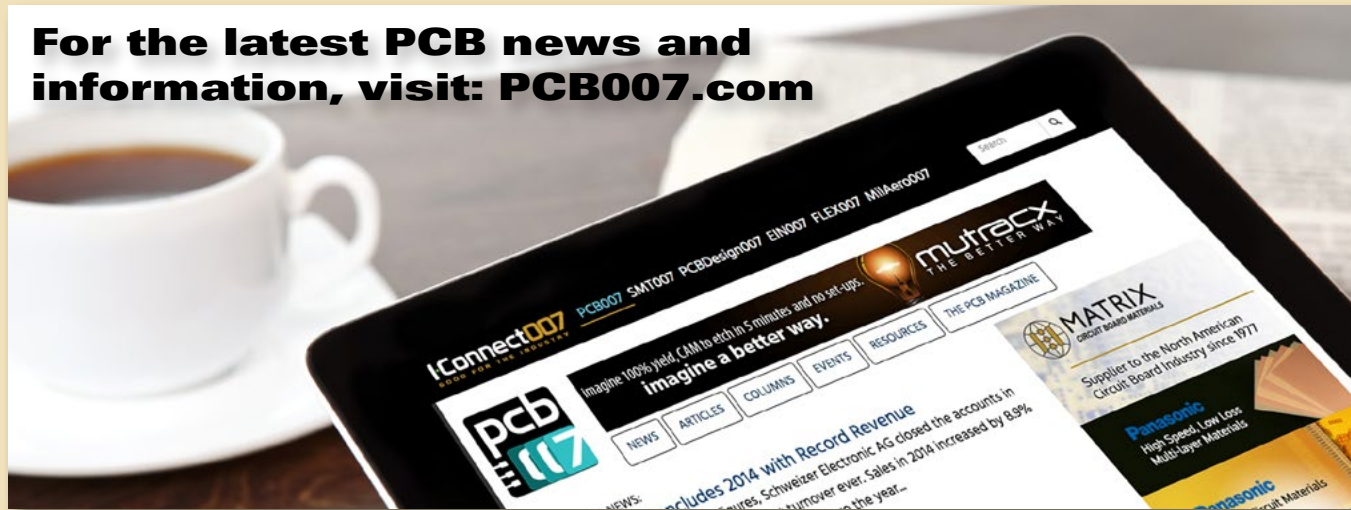 For the latest PCB news and
information, visit: PCB007.com
Search
I-Connect007
GOOD FOR THE INDUSTRY
PCB007 SMT007 PCBDesign007 EIN007 FLEX007 MilAero007
pcb
007
Imagine 100% yield, CAM to etch in 5 minutes and no set-ups.
imagine a better way.
mutracx
THE BETTER WAY
NEWS ARTICLES COLUMNS EVENTS RESOURCES THE PCB MAGAZINE
MATRIX
CIRCUIT BOARD MATERIALS
Supplier to the North American
Circuit Board Industry since 1977
Panasonic
High Speed, Low Loss
Multi-layer Materials
Panasonic
Circuit Materials
NEWS:
2014 with Record Revenue
Schweizer Electronic AG closed the accounts in
turnover ever. Sales in 2014 increased by 8.9%
the year...